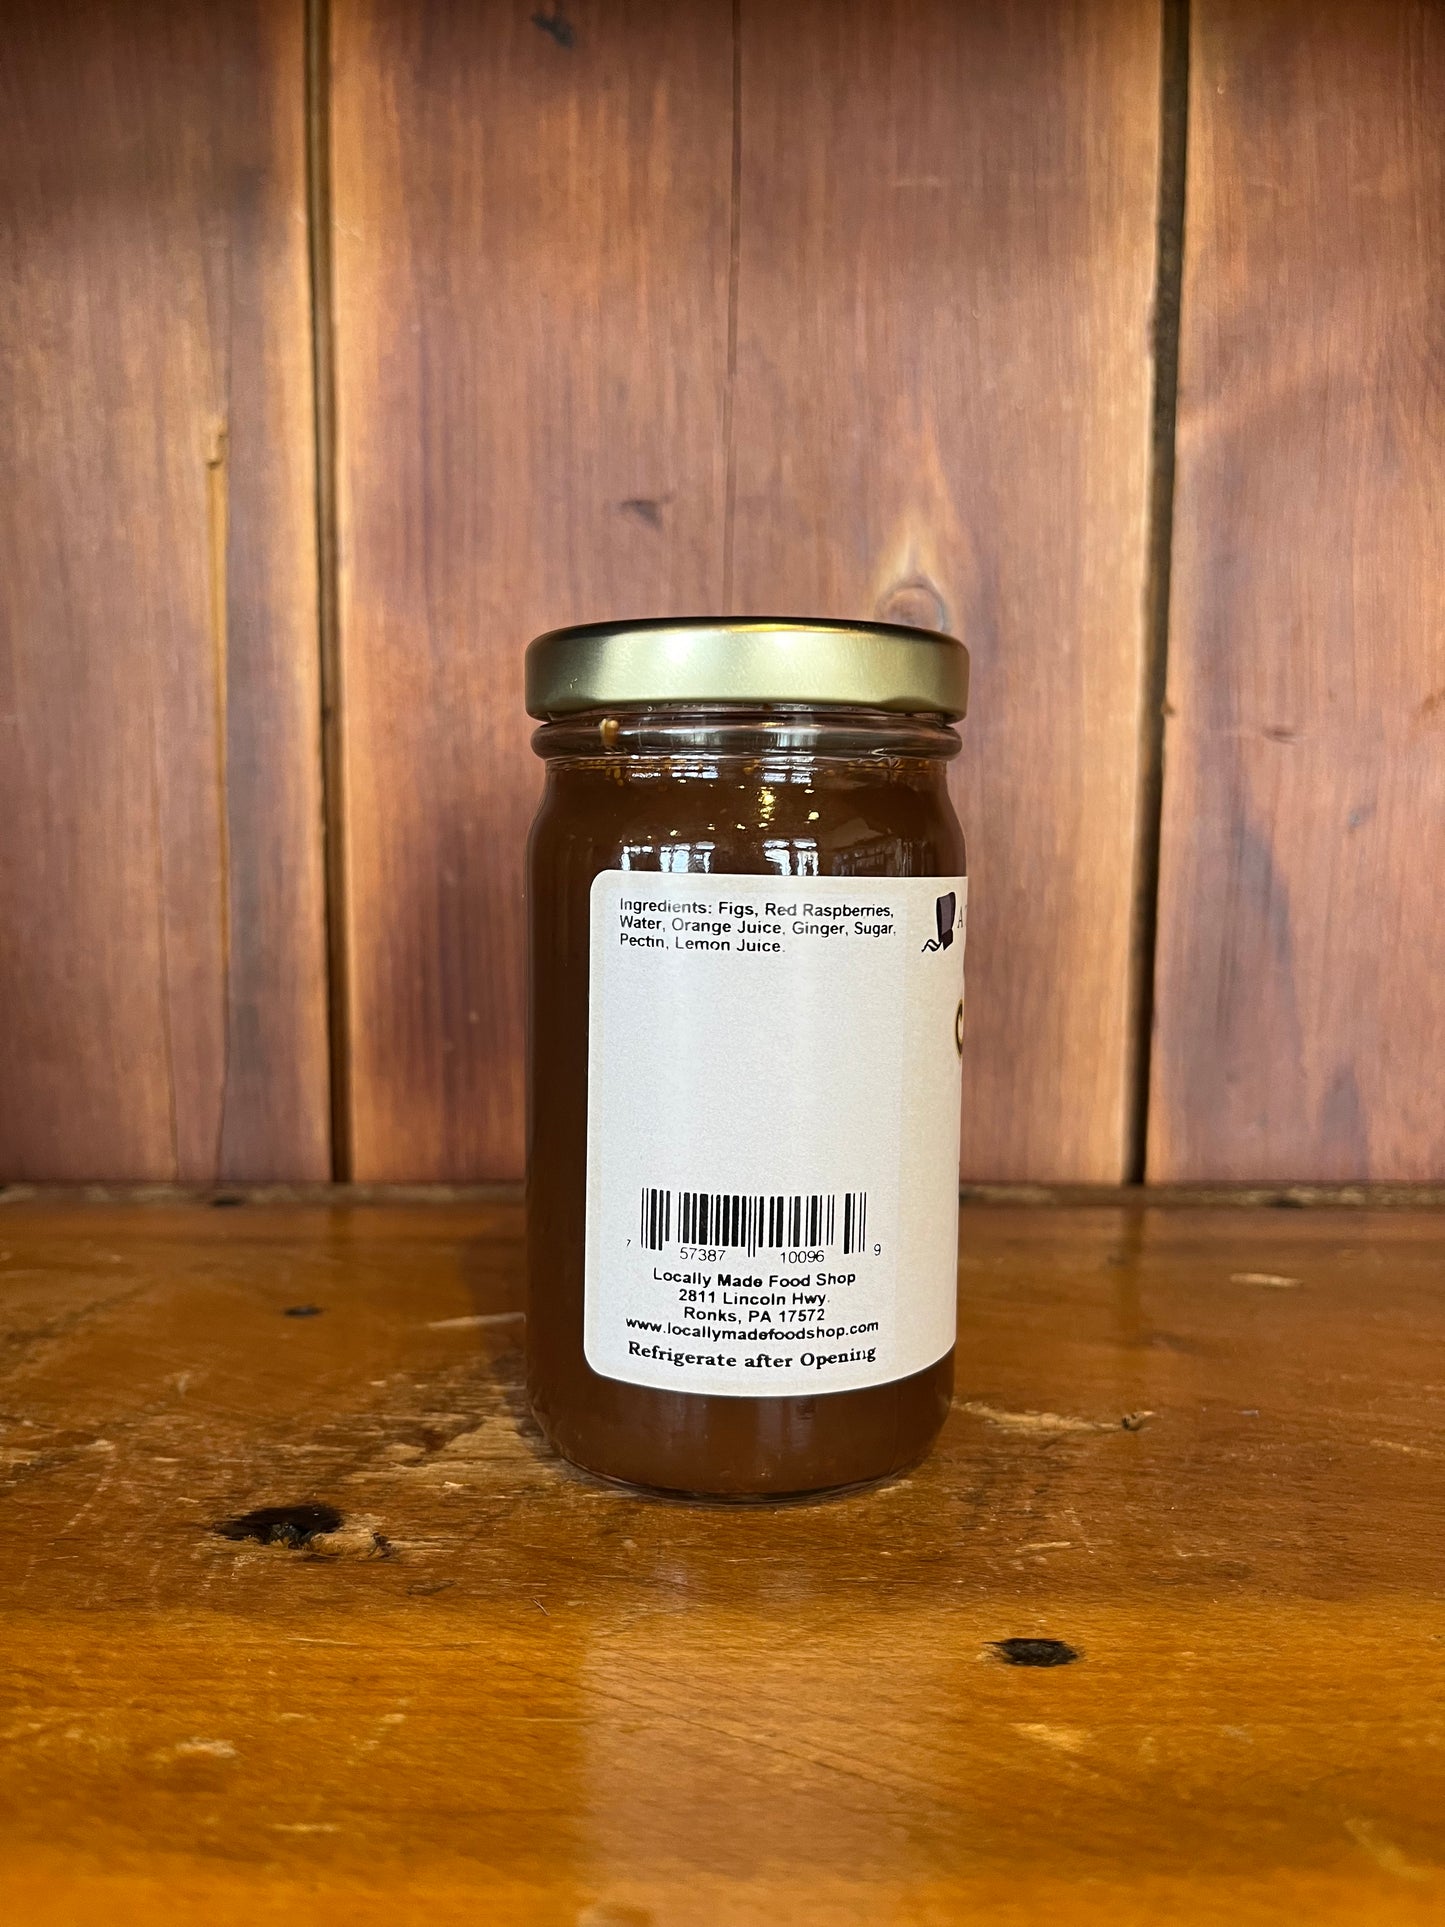 Ingredients: Figs, Red Raspberries,
Water, Orange Juice, Ginger, Sugar,
Pectin, Lemon Juice.
7 57387 10096 9
Locally Made Food Shop
2811 Lincoln Hwy.
Ronks, PA 17572
www.locallymadefoodshop.com
Refrigerate after Opening